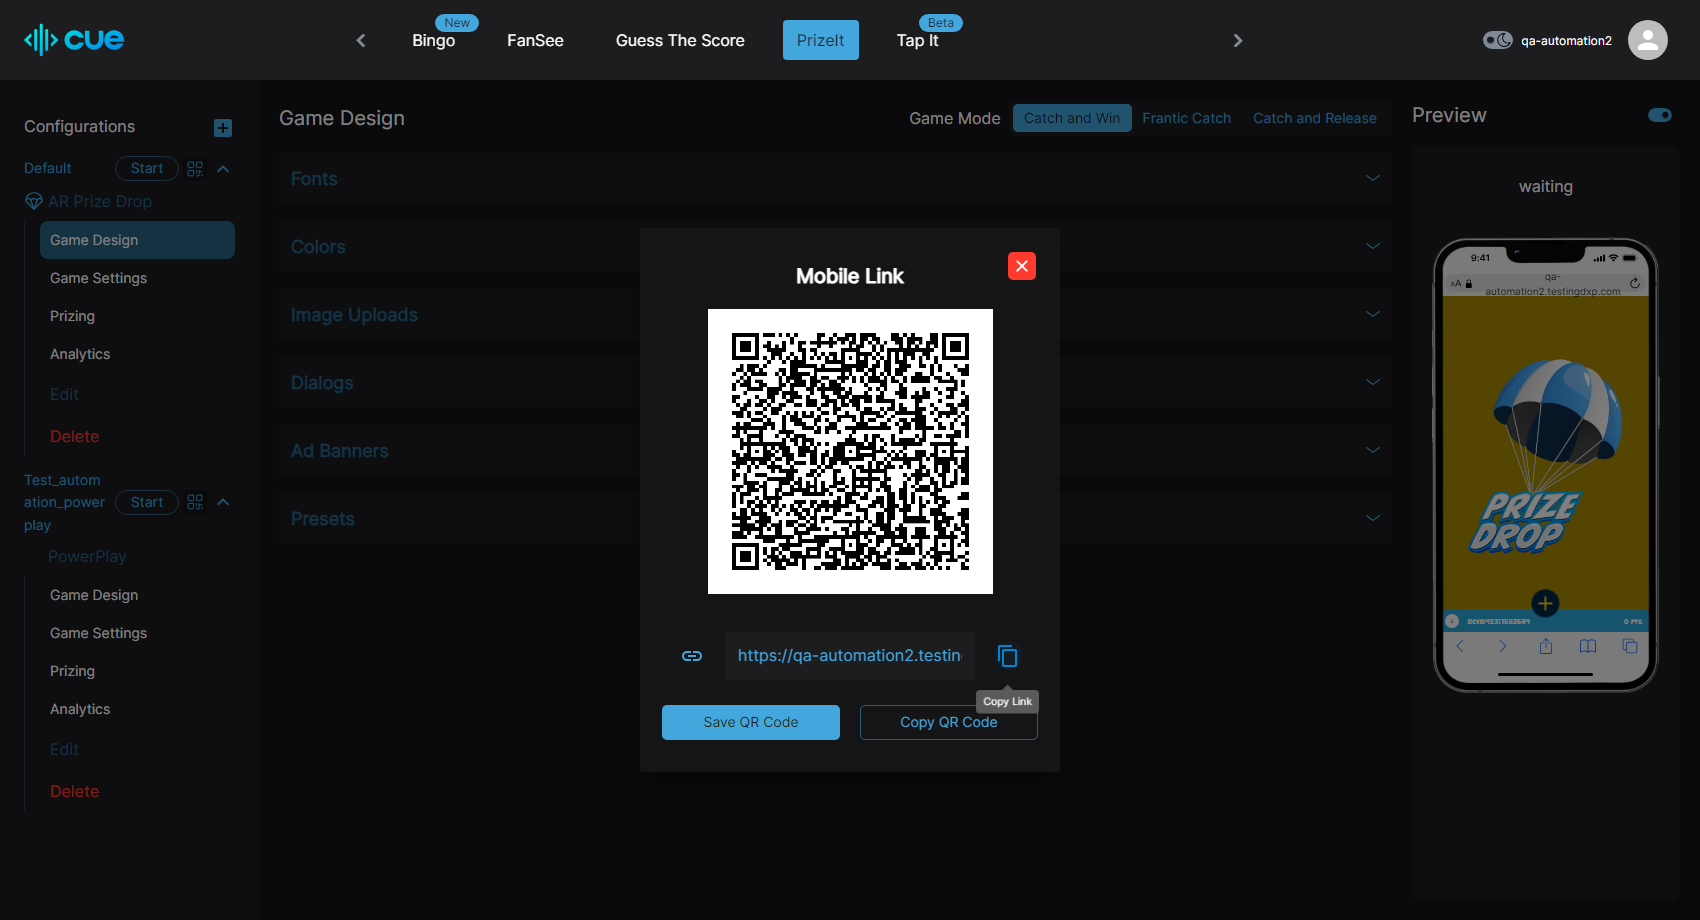 cue
New
Bingo
FanSee
Guess The Score
PrizeIt
Beta
Tap It
qa-automation2
Configurations
Default
Start
AR Prize Drop
Game Design
Game Settings
Prizing
Analytics
Edit
Delete
Test_autom
ation_power
play
Start
PowerPlay
Game Design
Game Settings
Prizing
Analytics
Edit
Delete
Game Design
Game Mode
Catch and Win
Frantic Catch
Catch and Release
Fonts
Colors
Image Uploads
Dialogs
Ad Banners
Presets
Mobile Link
https://qa-automation2.testin
Copy Link
Save QR Code
Copy QR Code
Preview
waiting
9:41
AA
qa-
automation2.testingdxp.com
PRIZE
DROP
0 PTS.